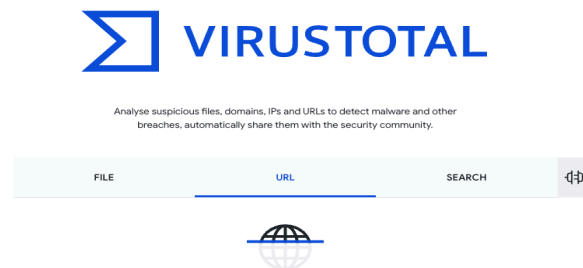 VIRUSTOTAL
Analyse suspicious files, domains, IPs and URLs to detect malware and other
breaches, automatically share them with the security community.
FILE
URL
SEARCH